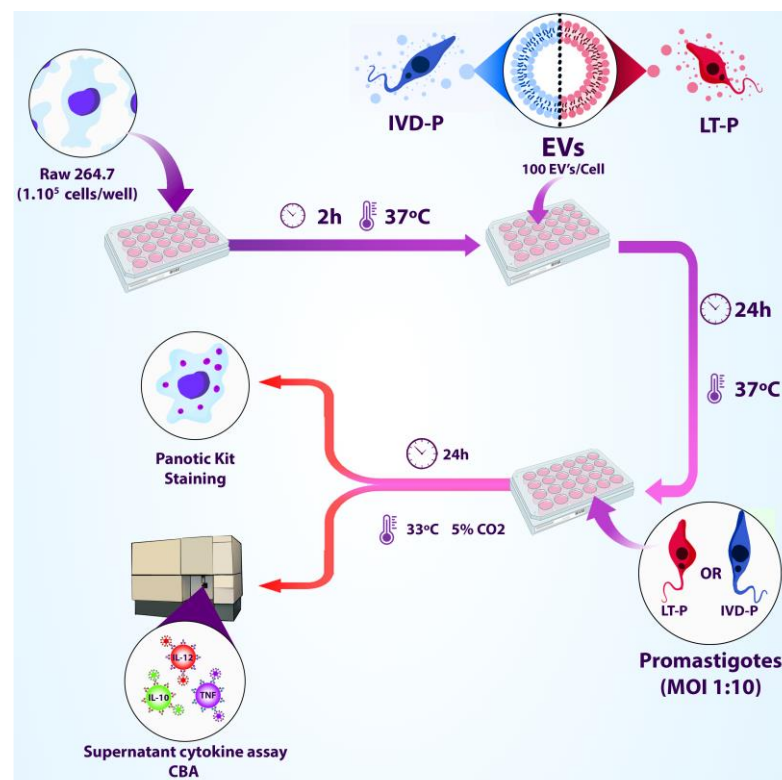 IVD-P
LT-P
EVs
100 EV's/Cell
Raw 264.7
(1.10⁵ cells/well)
2h 37ºC
24h
37ºC
Panotic Kit
Staining
24h
33ºC 5% CO2
LT-P OR IVD-P
Promastigotes
(MOI 1:10)
IL-12
IL-10
TNF
Supernatant cytokine assay
CBA